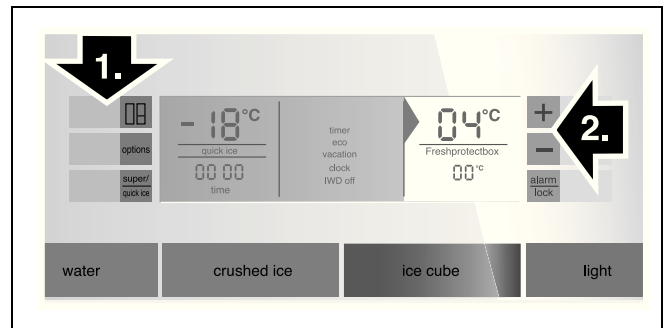 1.
- 18°C
quick ice
00 00
time
timer
eco
vacation
clock
IWD off
04°C
Freshprotectbox
00°C
options
super/
quick ice
+
-
alarm
lock
2.
water
crushed ice
ice cube
light